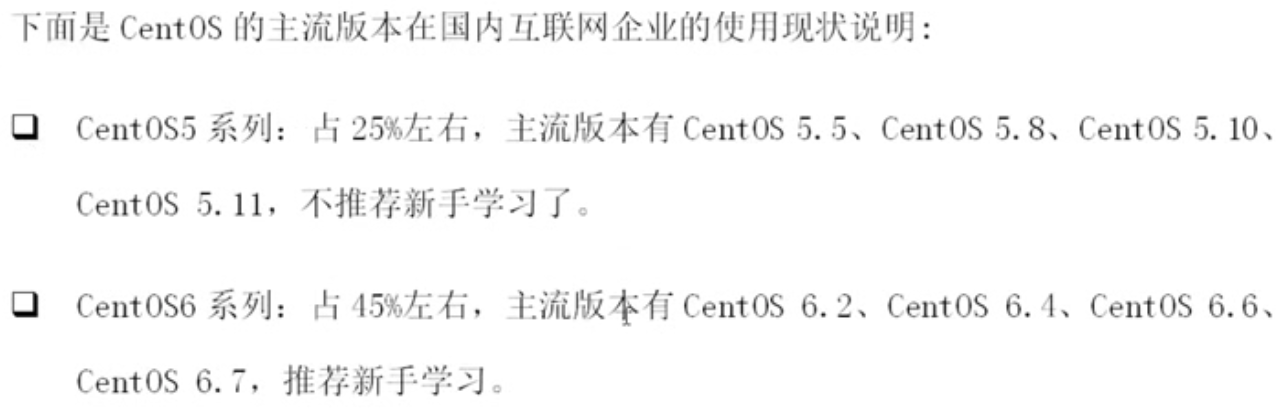 下面是 CentOS 的主流版本在国内互联网企业的使用现状说明：
❑ CentOS5 系列：占 25%左右，主流版本有 CentOS 5.5、CentOS 5.8、CentOS 5.10、
CentOS 5.11，不推荐新手学习了。
❑ CentOS6 系列：占 45%左右，主流版本有 CentOS 6.2、CentOS 6.4、CentOS 6.6、
CentOS 6.7，推荐新手学习。